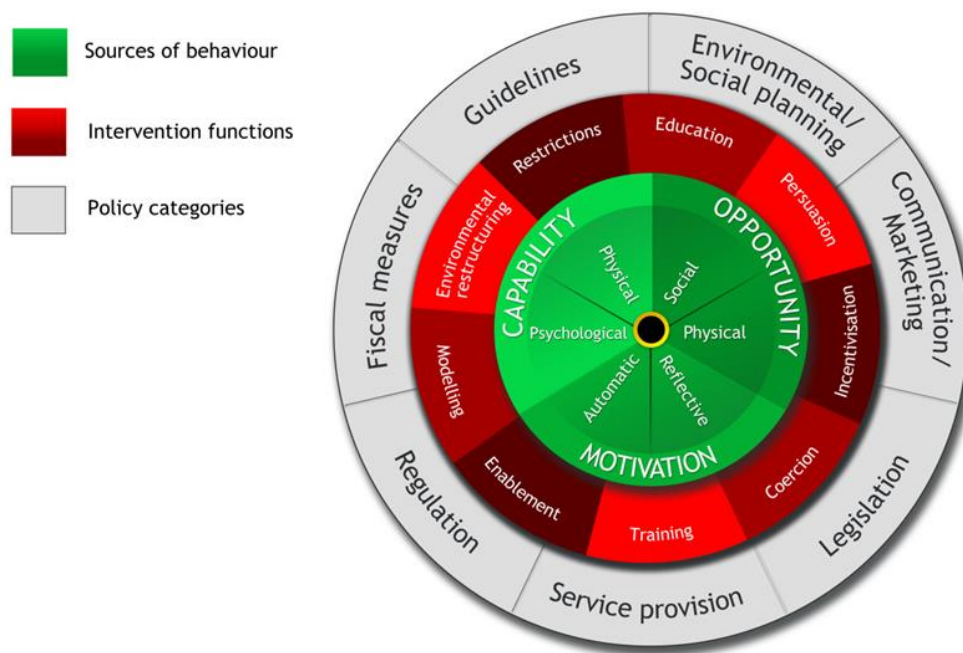 Sources of behaviour
Intervention functions
Policy categories
Guidelines
Environmental/
Social planning
Communication/
Marketing
Legislation
Service provision
Regulation
Fiscal measures
Restrictions
Education
Persuasion
Incentivisation
Coercion
Training
Enablement
Modelling
Environmental
restructuring
CAPABILITY
OPPORTUNITY
MOTIVATION
Physical
Social
Physical
Reflective
Automatic
Psychological